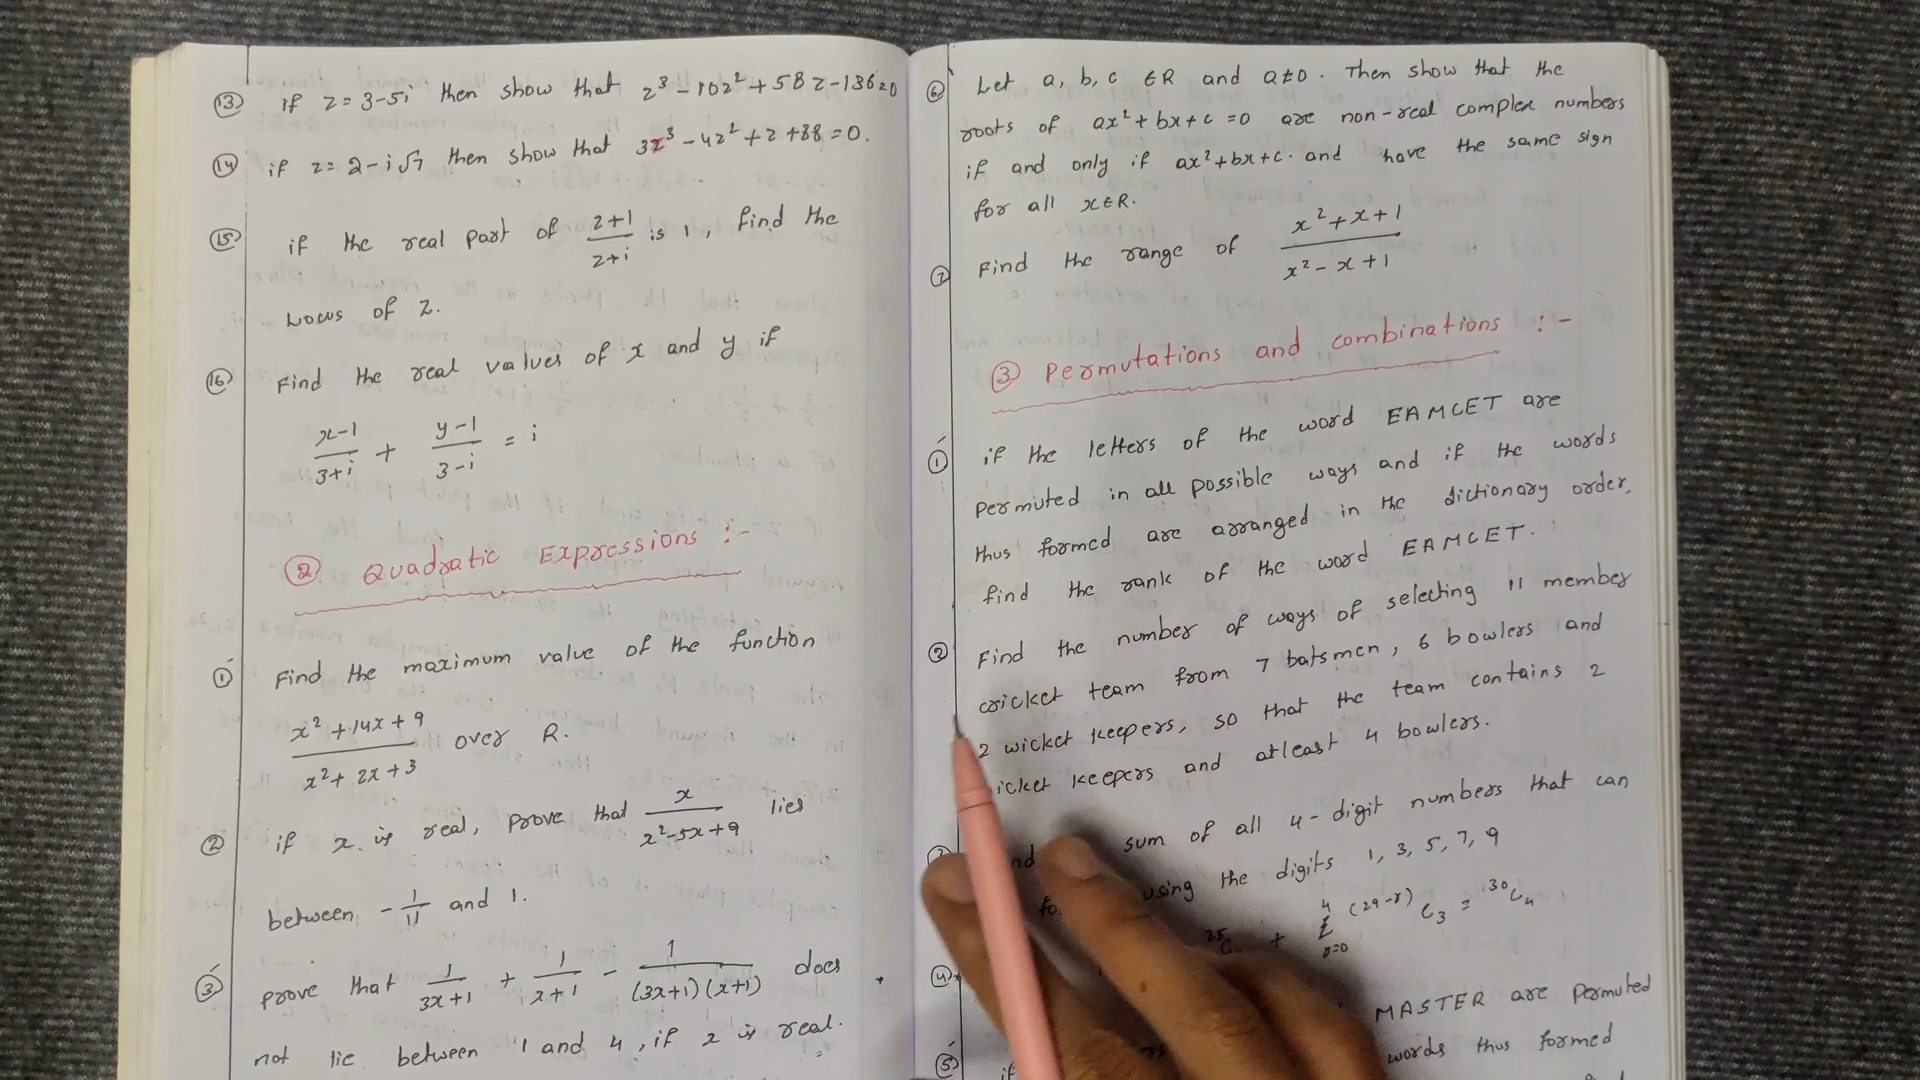 13 if z = 3-5i then show that z³ - 10z² + 58z - 136=0
14 if z = 2-i√7 then show that 3z³ - 4z² + z + 88 = 0.
15 if the real part of (z+1)/(z+i) is 1, find the
Locus of z.
16 Find the real values of x and y if
(x-1)/(3+i) + (y-1)/(3-i) = i
② Quadratic Expressions :-
1 Find the maximum value of the function
(x²+14x+9)/(x²+2x+3) over R.
2 if x is real, prove that x/(x²-5x+9) lies
between -1/11 and 1.
3 prove that 1/(3x+1) + 1/(x+1) - 1/((3x+1)(x+1)) does
not lie between 1 and 4, if x is real.
6 Let a, b, c ∈R and a≠0. Then show that the
roots of ax²+bx+c=0 are non-real complex numbers
if and only if ax²+bx+c. and have the same sign
for all x∈R.
7 Find the range of (x²+x+1)/(x²-x+1)
③ Permutations and combinations :-
1 if the letters of the word EAMCET are
permuted in all possible ways and if the words
thus formed are arranged in the dictionary order,
find the rank of the word EAMCET.
2 Find the number of ways of selecting 11 member
cricket team from 7 batsmen, 6 bowlers and
2 wicket keepers, so that the team contains 2
icket keepers and atleast 4 bowlers.
sum of all 4-digit numbers that can
using the digits 1, 3, 5, 7, 9
4 ²⁵C + Σ r=0 4 (29-r)C₃ = ³⁰C₄
5 MASTER are permuted
words thus formed
if